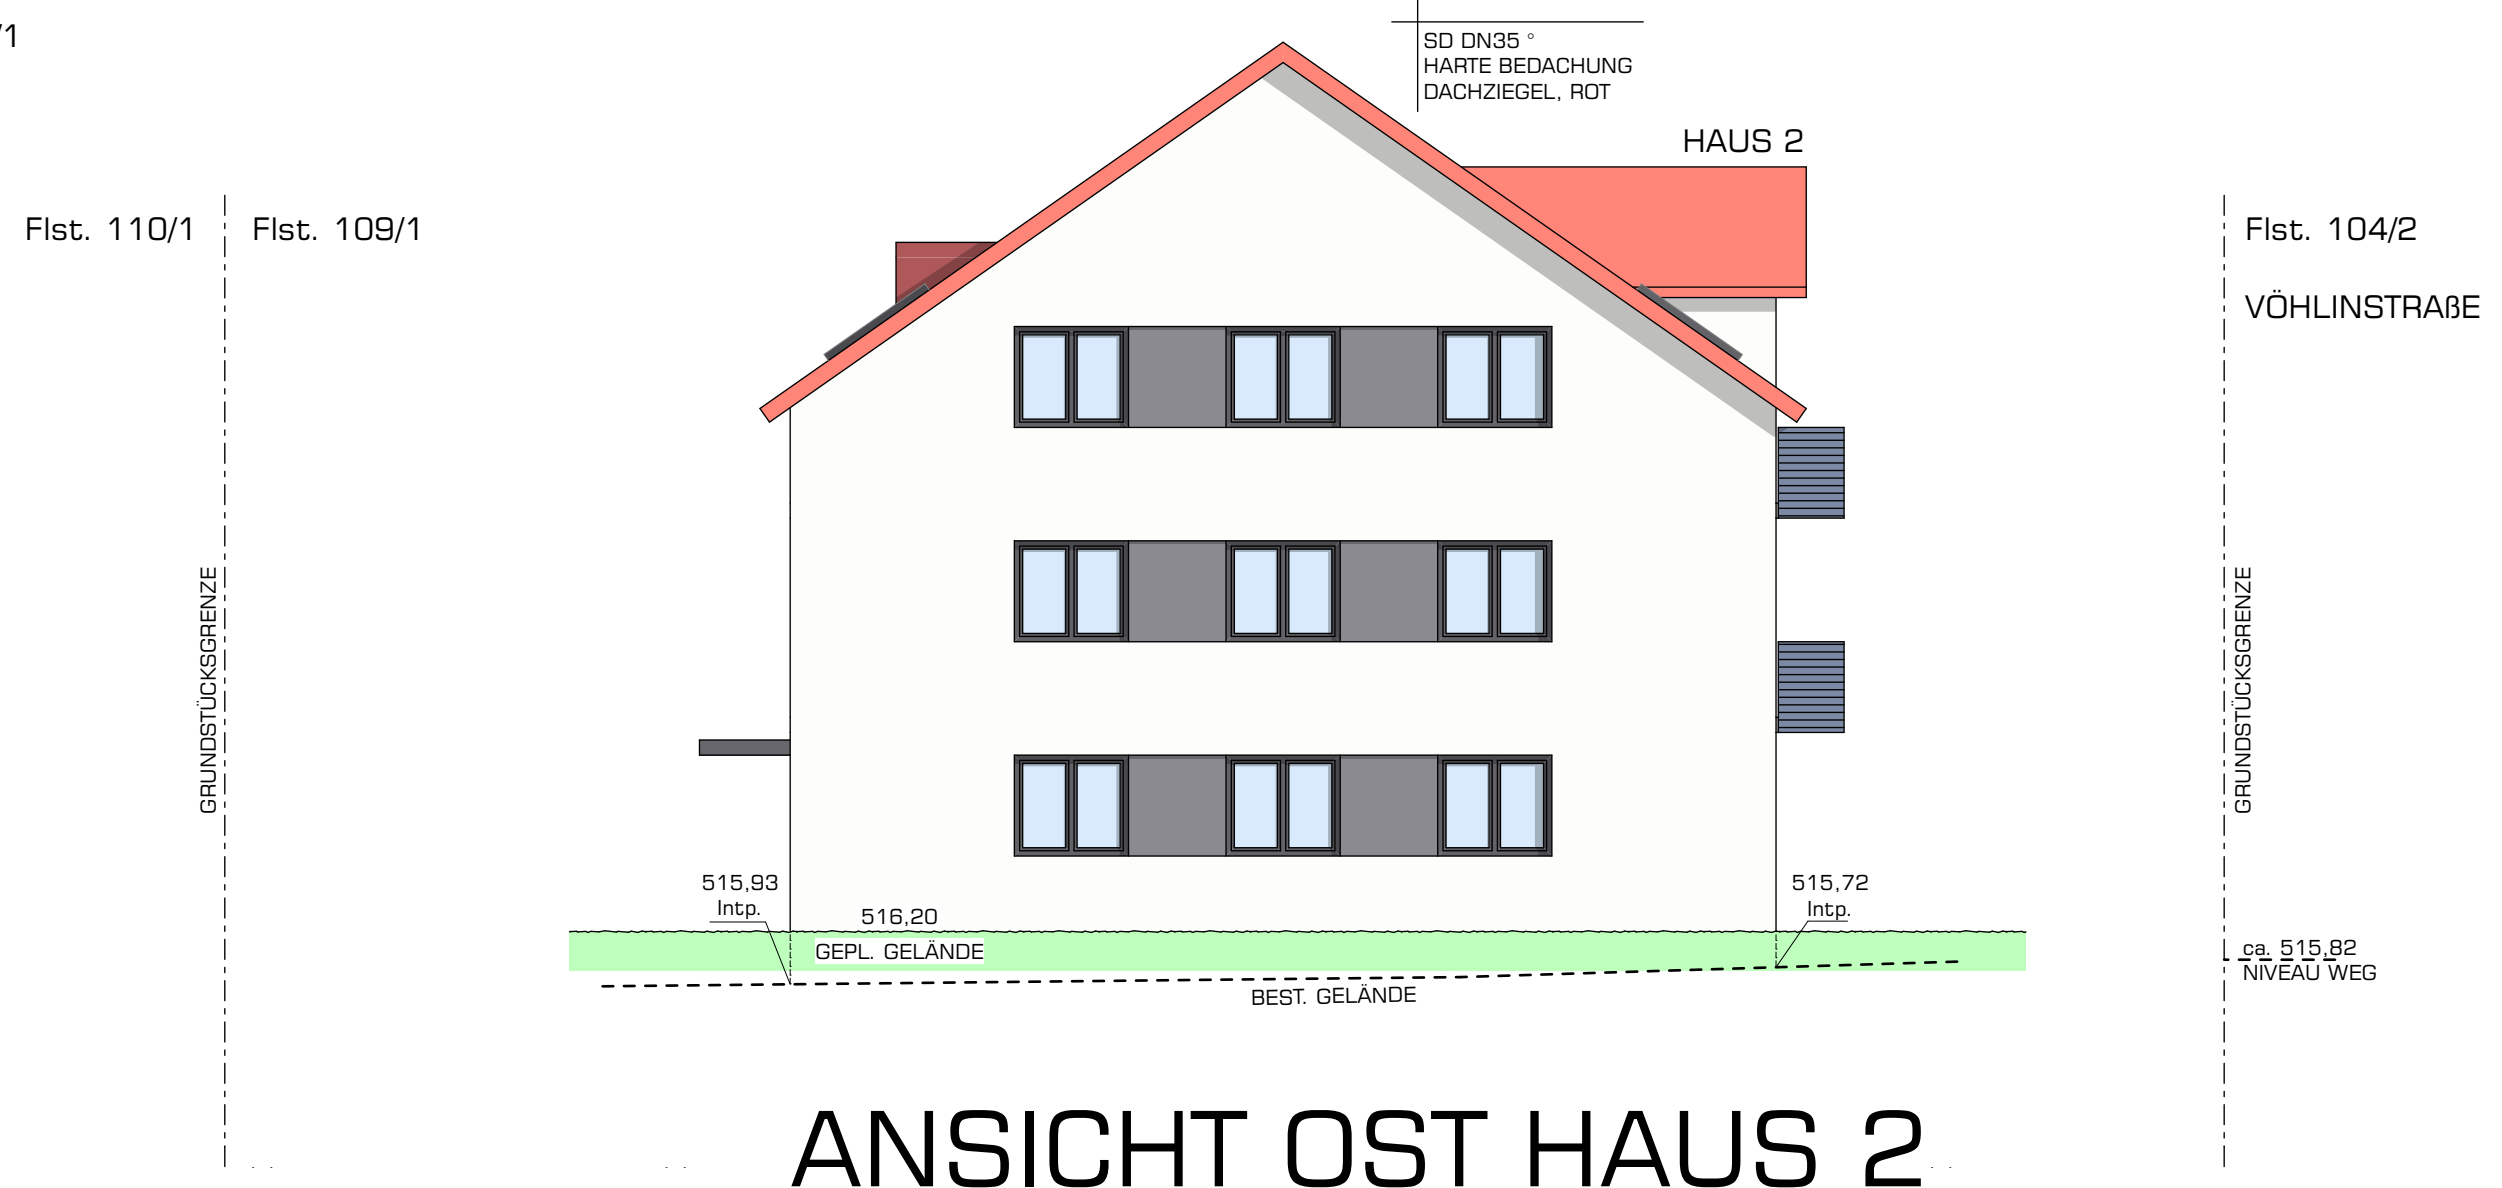 /1
SD DN35 °
HARTE BEDACHUNG
DACHZIEGEL, ROT
HAUS 2
Flst. 110/1
Flst. 109/1
Flst. 104/2
VÖHLINSTRAßE
GRUNDSTÜCKSGRENZE
GRUNDSTÜCKSGRENZE
515,93
Intp.
516,20
GEPL. GELÄNDE
515,72
Intp.
ca. 515,82
NIVEAU WEG
BEST. GELÄNDE
ANSICHT OST HAUS 2